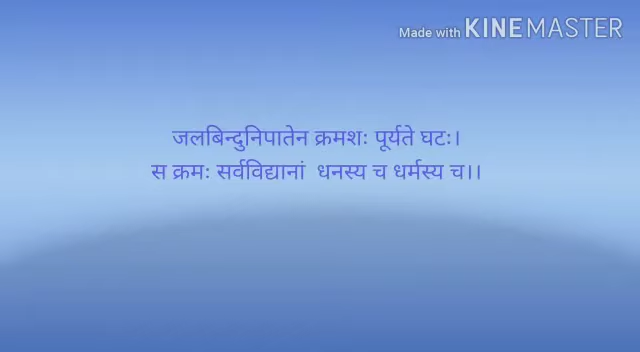 Made with KINEMASTER
जलबिन्दुनिपातेन क्रमशः पूर्यते घटः।
स क्रमः सर्वविद्यानां धनस्य च धर्मस्य च।।